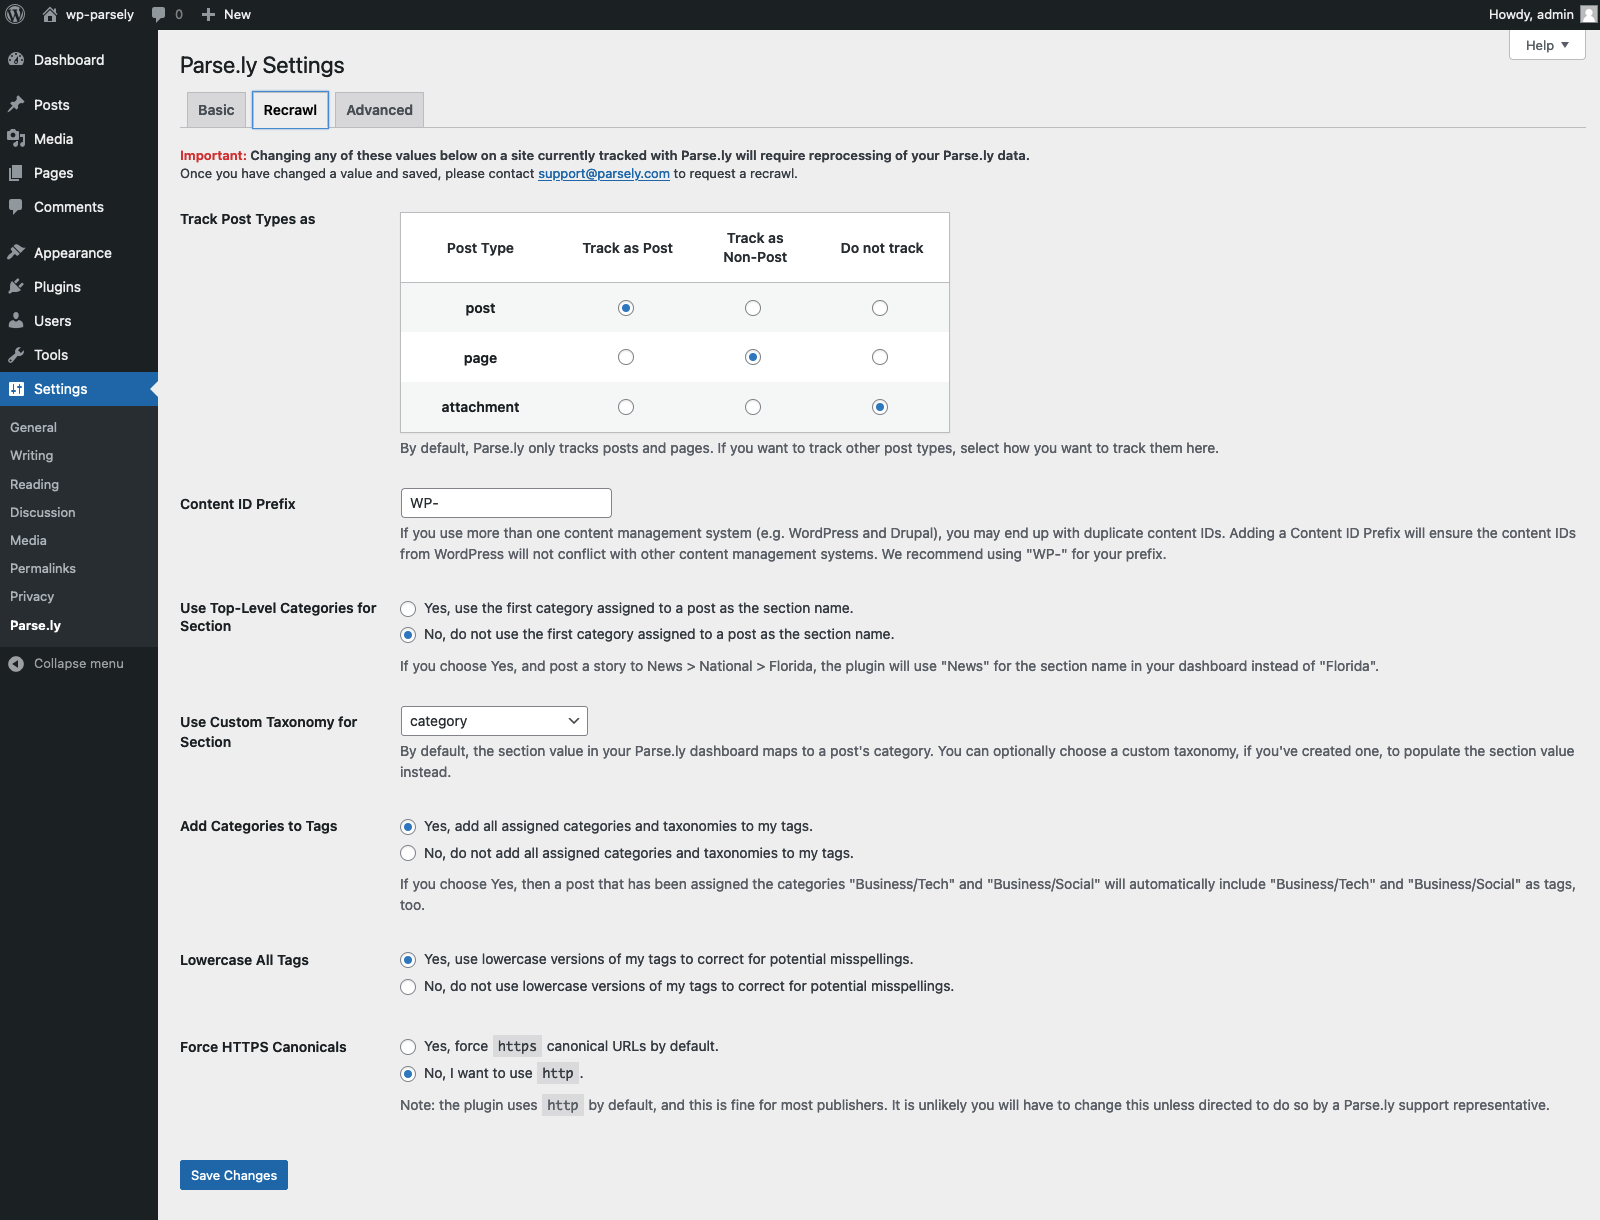 wp-parsely
0
New
Howdy, admin
Help
Dashboard
Posts
Media
Pages
Comments
Appearance
Plugins
Users
Tools
Settings
General
Writing
Reading
Discussion
Media
Permalinks
Privacy
Parse.ly
Collapse menu
Parse.ly Settings
Basic
Recrawl
Advanced
Important: Changing any of these values below on a site currently tracked with Parse.ly will require reprocessing of your Parse.ly data.
Once you have changed a value and saved, please contact support@parsely.com to request a recrawl.
Track Post Types as
Post Type
Track as Post
Track as
Non-Post
Do not track
post
page
attachment
By default, Parse.ly only tracks posts and pages. If you want to track other post types, select how you want to track them here.
Content ID Prefix
WP-
If you use more than one content management system (e.g. WordPress and Drupal), you may end up with duplicate content IDs. Adding a Content ID Prefix will ensure the content IDs
from WordPress will not conflict with other content management systems. We recommend using "WP-" for your prefix.
Use Top-Level Categories for
Section
Yes, use the first category assigned to a post as the section name.
No, do not use the first category assigned to a post as the section name.
If you choose Yes, and post a story to News > National > Florida, the plugin will use "News" for the section name in your dashboard instead of "Florida".
Use Custom Taxonomy for
Section
category
By default, the section value in your Parse.ly dashboard maps to a post's category. You can optionally choose a custom taxonomy, if you've created one, to populate the section value
instead.
Add Categories to Tags
Yes, add all assigned categories and taxonomies to my tags.
No, do not add all assigned categories and taxonomies to my tags.
If you choose Yes, then a post that has been assigned the categories "Business/Tech" and "Business/Social" will automatically include "Business/Tech" and "Business/Social" as tags,
too.
Lowercase All Tags
Yes, use lowercase versions of my tags to correct for potential misspellings.
No, do not use lowercase versions of my tags to correct for potential misspellings.
Force HTTPS Canonicals
Yes, force https canonical URLs by default.
No, I want to use http .
Note: the plugin uses http by default, and this is fine for most publishers. It is unlikely you will have to change this unless directed to do so by a Parse.ly support representative.
Save Changes